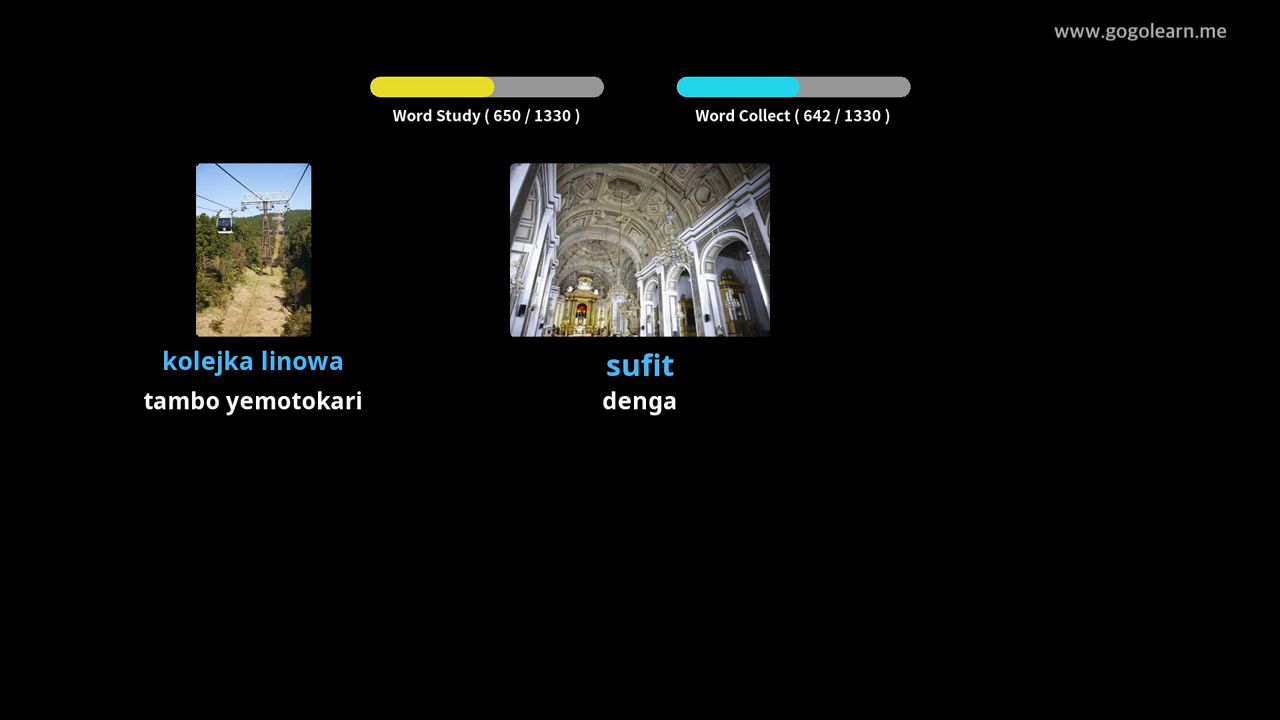 www.gogolearn.me
Word Study ( 650 / 1330 )
Word Collect ( 642 / 1330 )
kolejka linowa
tambo yemotokari
sufit
denga